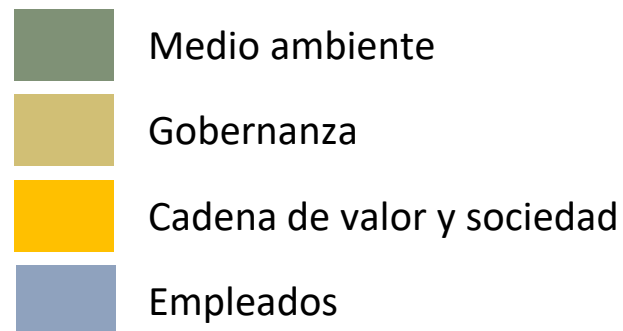 Medio ambiente
Gobernanza
Cadena de valor y sociedad
Empleados